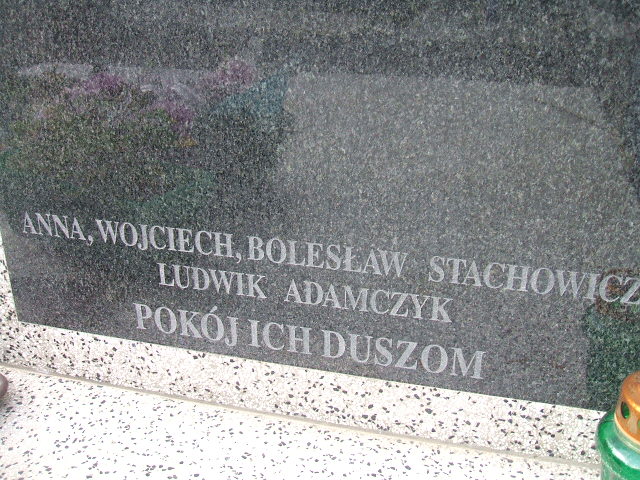 ANNA, WOJCIECH, BOLESŁAW STACHOWICZ
LUDWIK ADAMCZYK
POKÓJ ICH DUSZOM